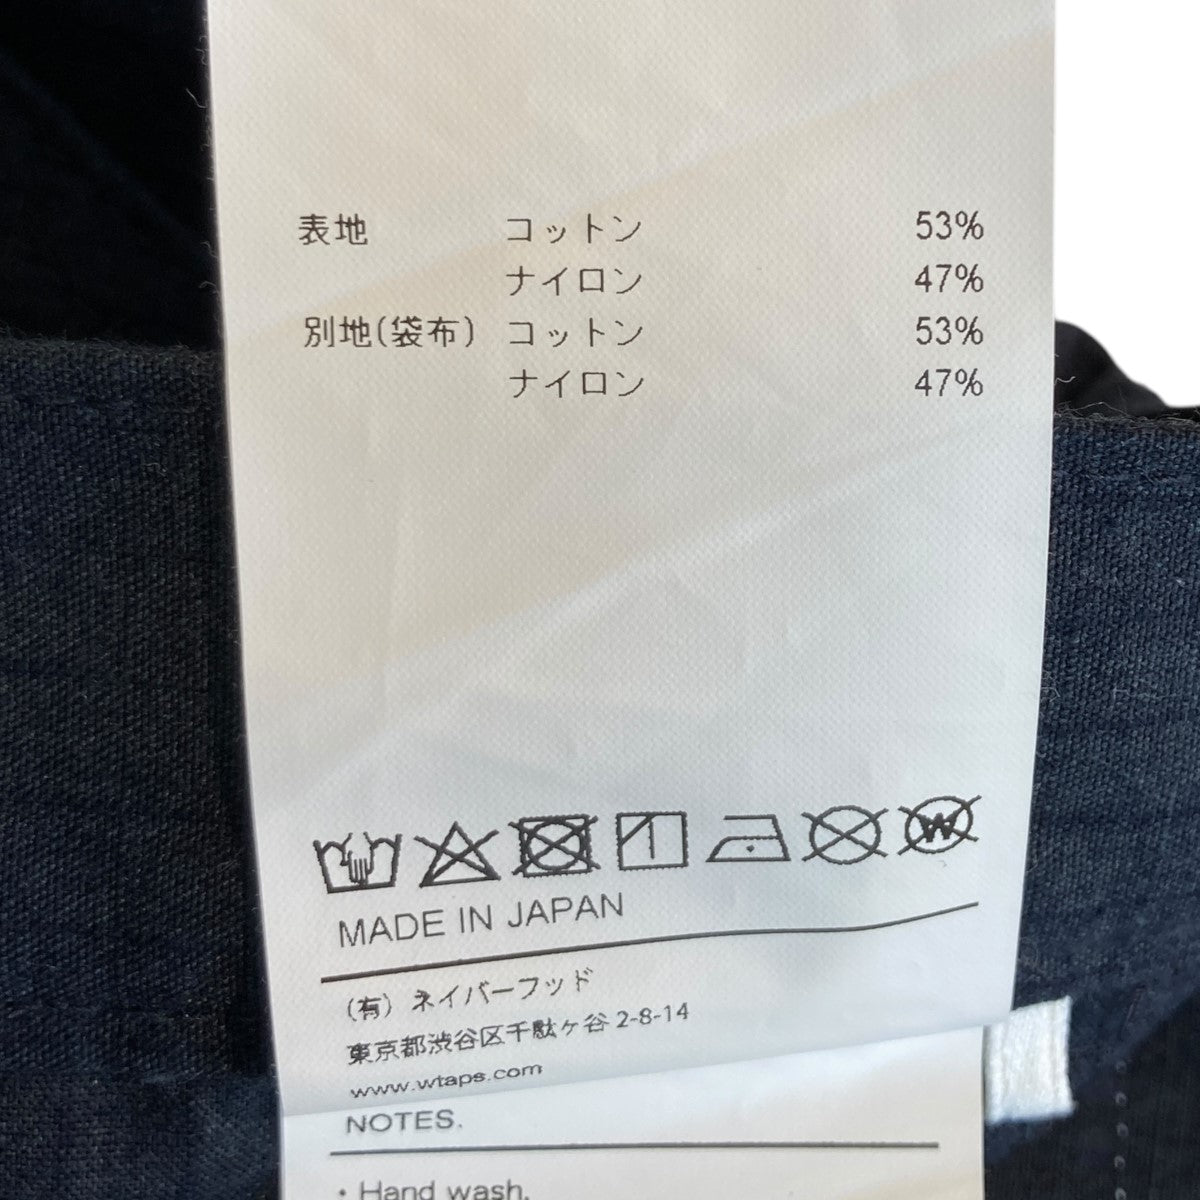 表地 コットン 53%
ナイロン 47%
別地(袋布) コットン 53%
ナイロン 47%
W
MADE IN JAPAN
(有) ネイバーフッド
東京都渋谷区千駄ヶ谷 2-8-14
www.wtaps.com
NOTES.
・Hand wash.